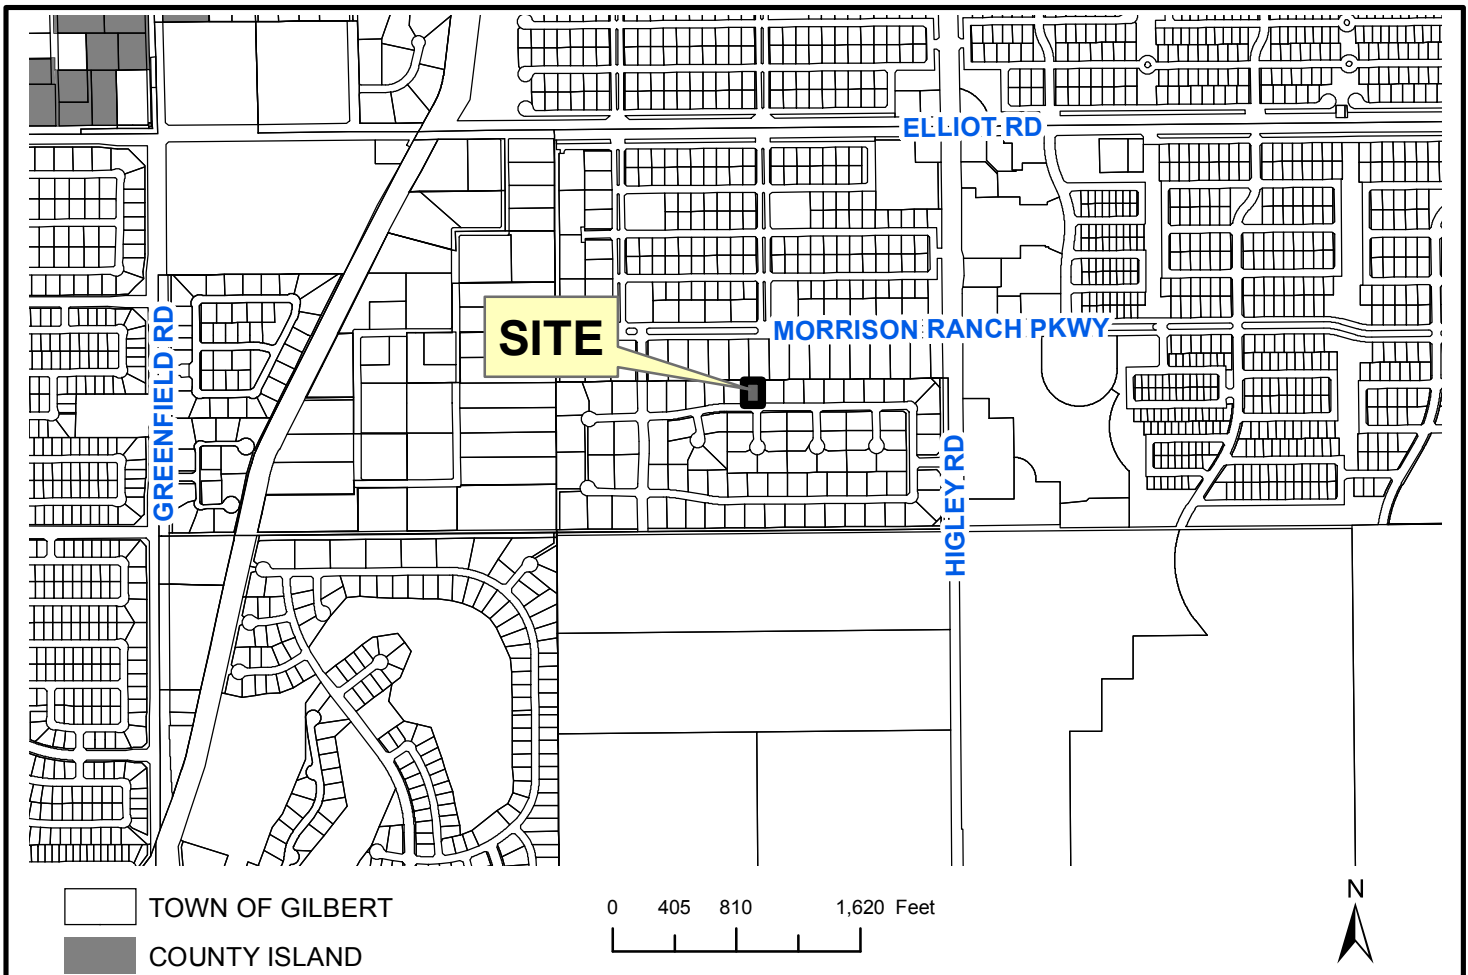 ELLIOT RD
SITE
MORRISON RANCH PKWY
GREENFIELD RD
HIGLEY RD
TOWN OF GILBERT
COUNTY ISLAND
0 405 810 1,620 Feet
N